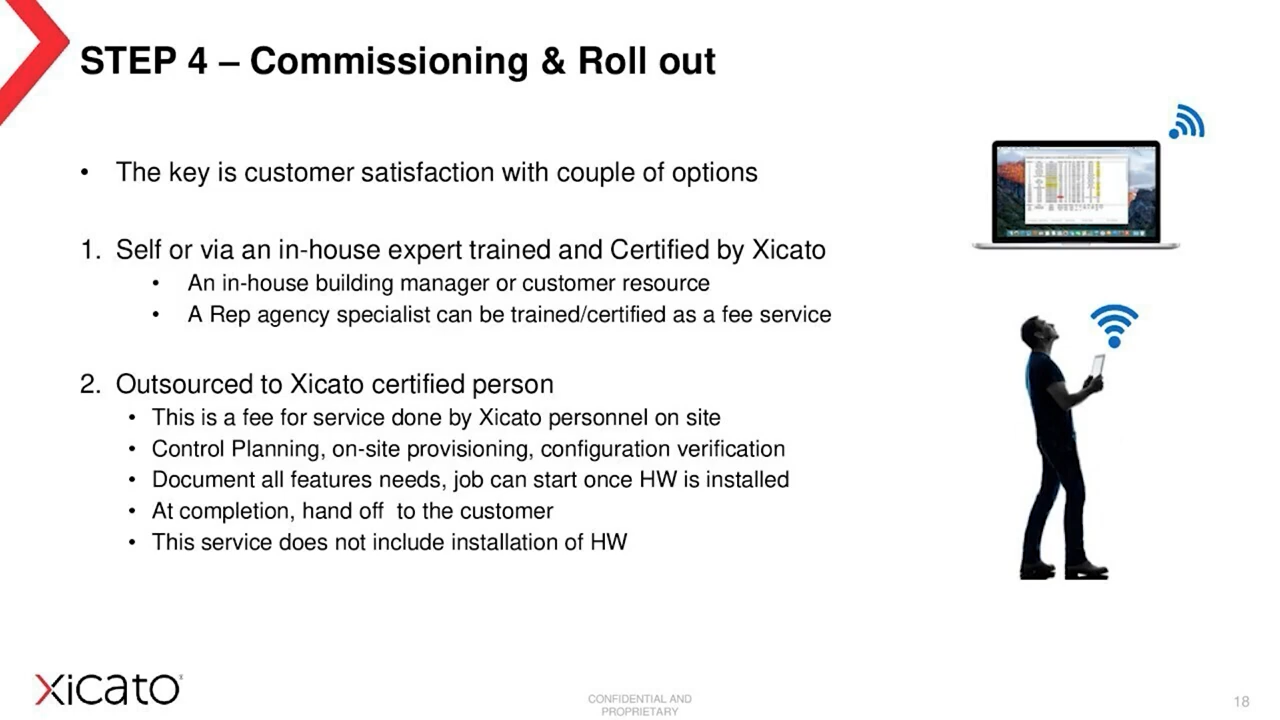 STEP 4 – Commissioning & Roll out
• The key is customer satisfaction with couple of options
1. Self or via an in-house expert trained and Certified by Xicato
• An in-house building manager or customer resource
• A Rep agency specialist can be trained/certified as a fee service
2. Outsourced to Xicato certified person
• This is a fee for service done by Xicato personnel on site
• Control Planning, on-site provisioning, configuration verification
• Document all features needs, job can start once HW is installed
• At completion, hand off  to the customer
• This service does not include installation of HW
xicato
CONFIDENTIAL AND
PROPRIETARY
18